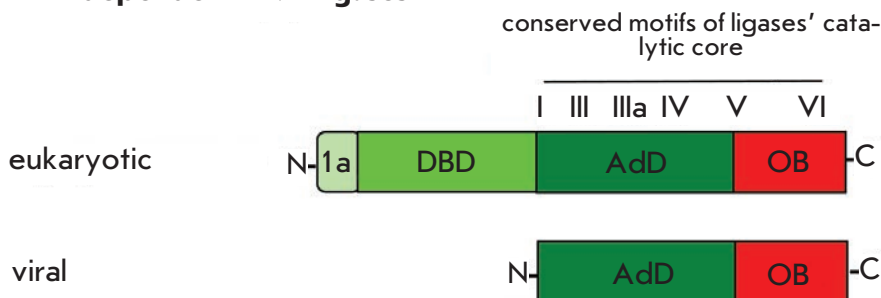 conserved motifs of ligases' cata-
lytic core
I III IIIa IV V VI
eukaryotic N- 1a DBD AdD OB -C
viral N- AdD OB -C